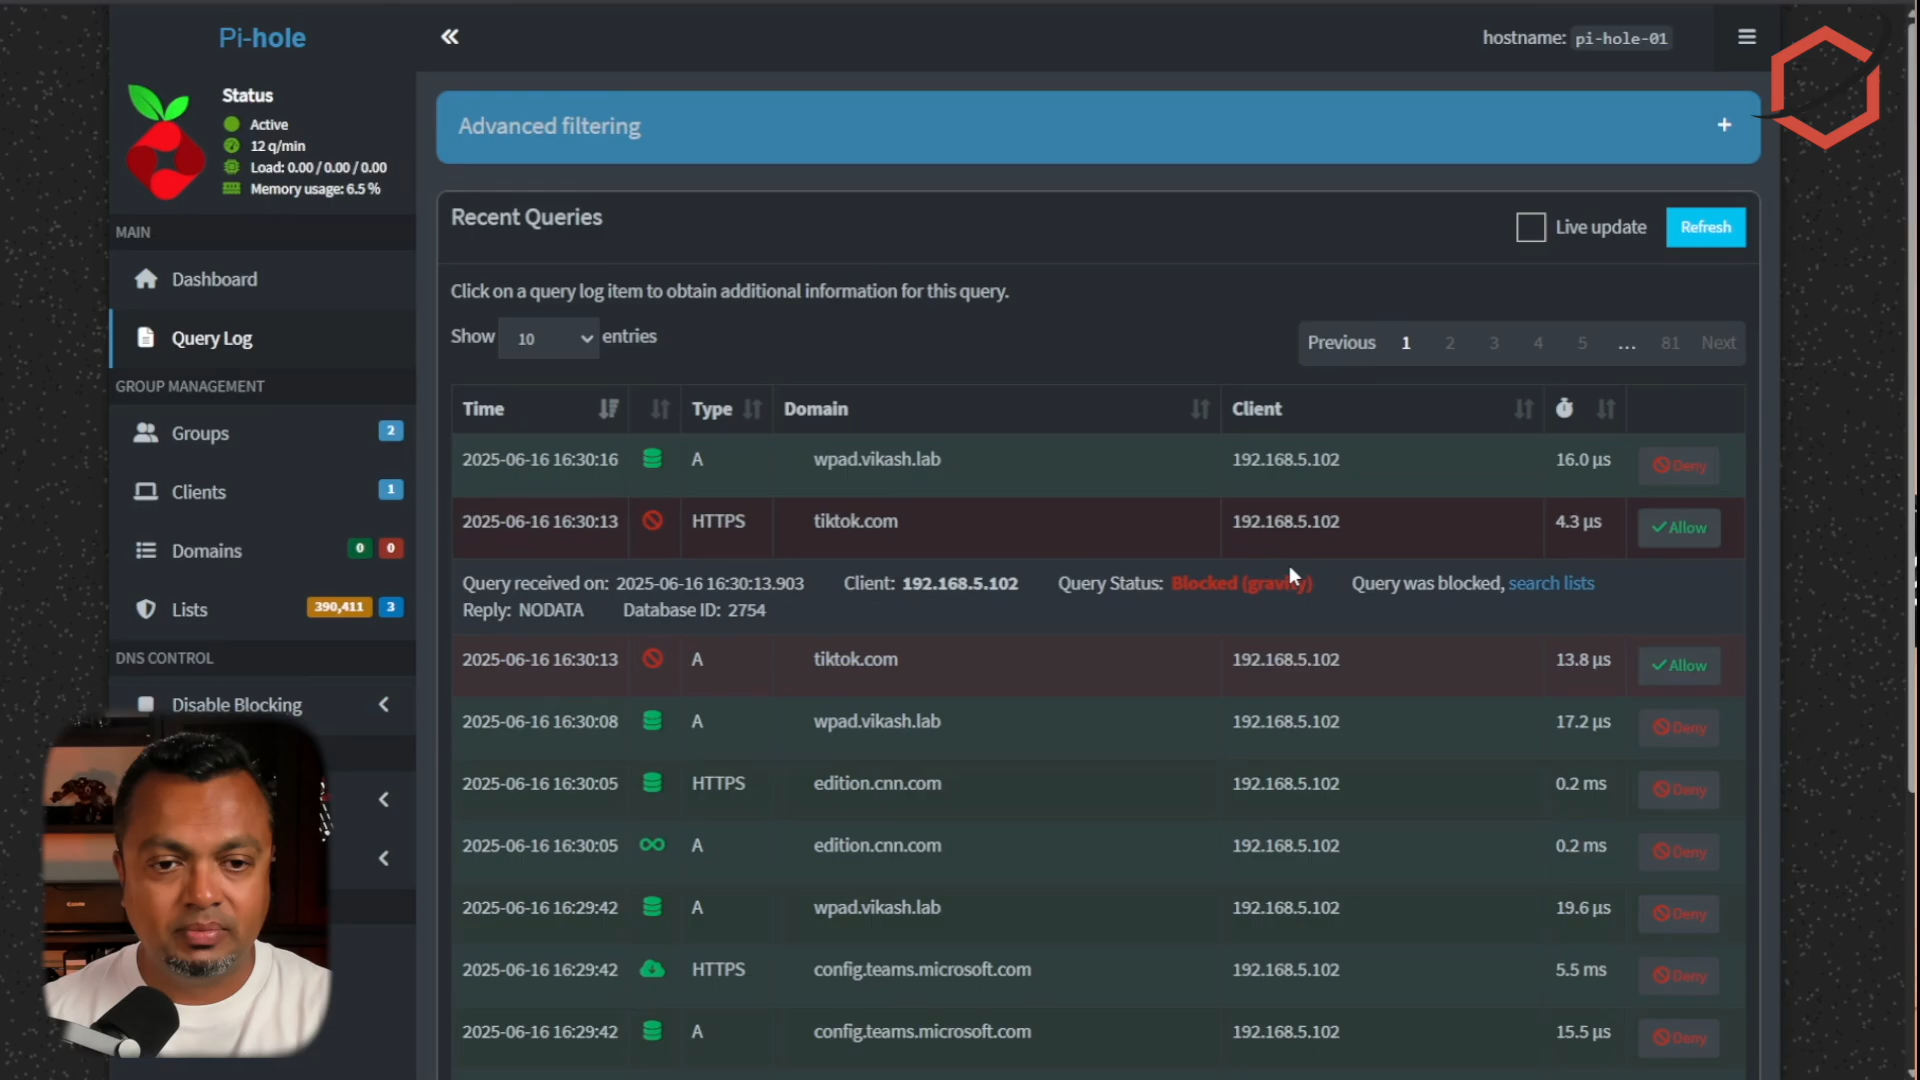 Pi-hole
hostname: pi-hole-01
Status
Active
12 q/min
Load: 0.00 / 0.00 / 0.00
Memory usage: 6.5 %
Advanced filtering
+
MAIN
Dashboard
Query Log
GROUP MANAGEMENT
Groups 2
Clients 1
Domains 0 0
Lists 390,411 3
DNS CONTROL
Disable Blocking
Recent Queries
Live update
Refresh
Click on a query log item to obtain additional information for this query.
Show 10 entries
Previous 1 2 3 4 5 … 81 Next
Time Type Domain Client
2025-06-16 16:30:16 A wpad.vikash.lab 192.168.5.102 16.0 µs Deny
2025-06-16 16:30:13 HTTPS tiktok.com 192.168.5.102 4.3 µs Allow
Query received on: 2025-06-16 16:30:13.903 Client: 192.168.5.102 Query Status: Blocked (gravity) Query was blocked, search lists
Reply: NODATA Database ID: 2754
2025-06-16 16:30:13 A tiktok.com 192.168.5.102 13.8 µs Allow
2025-06-16 16:30:08 A wpad.vikash.lab 192.168.5.102 17.2 µs Deny
2025-06-16 16:30:05 HTTPS edition.cnn.com 192.168.5.102 0.2 ms Deny
2025-06-16 16:30:05 A edition.cnn.com 192.168.5.102 0.2 ms Deny
2025-06-16 16:29:42 A wpad.vikash.lab 192.168.5.102 19.6 µs Deny
2025-06-16 16:29:42 HTTPS config.teams.microsoft.com 192.168.5.102 5.5 ms Deny
2025-06-16 16:29:42 A config.teams.microsoft.com 192.168.5.102 15.5 µs Deny